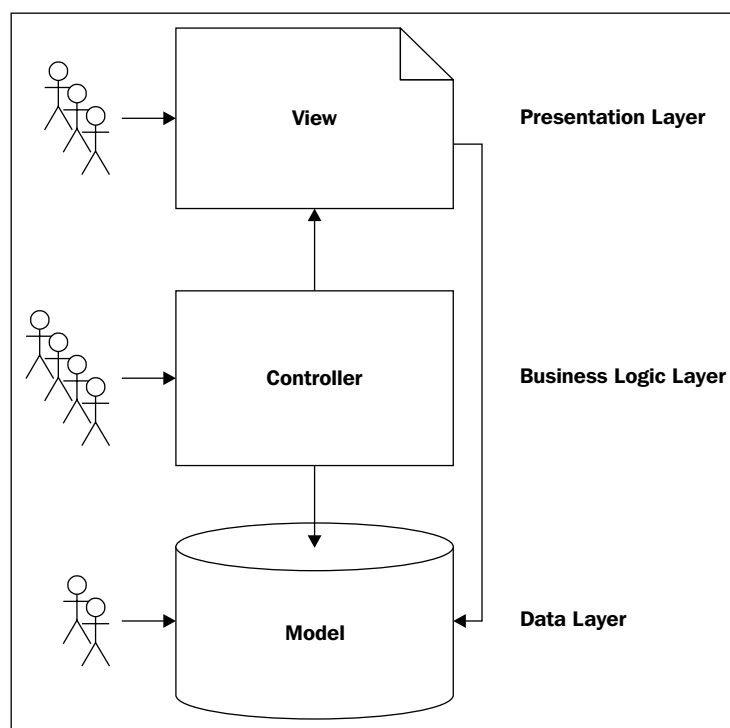 View
Presentation Layer
Controller
Business Logic Layer
Model
Data Layer